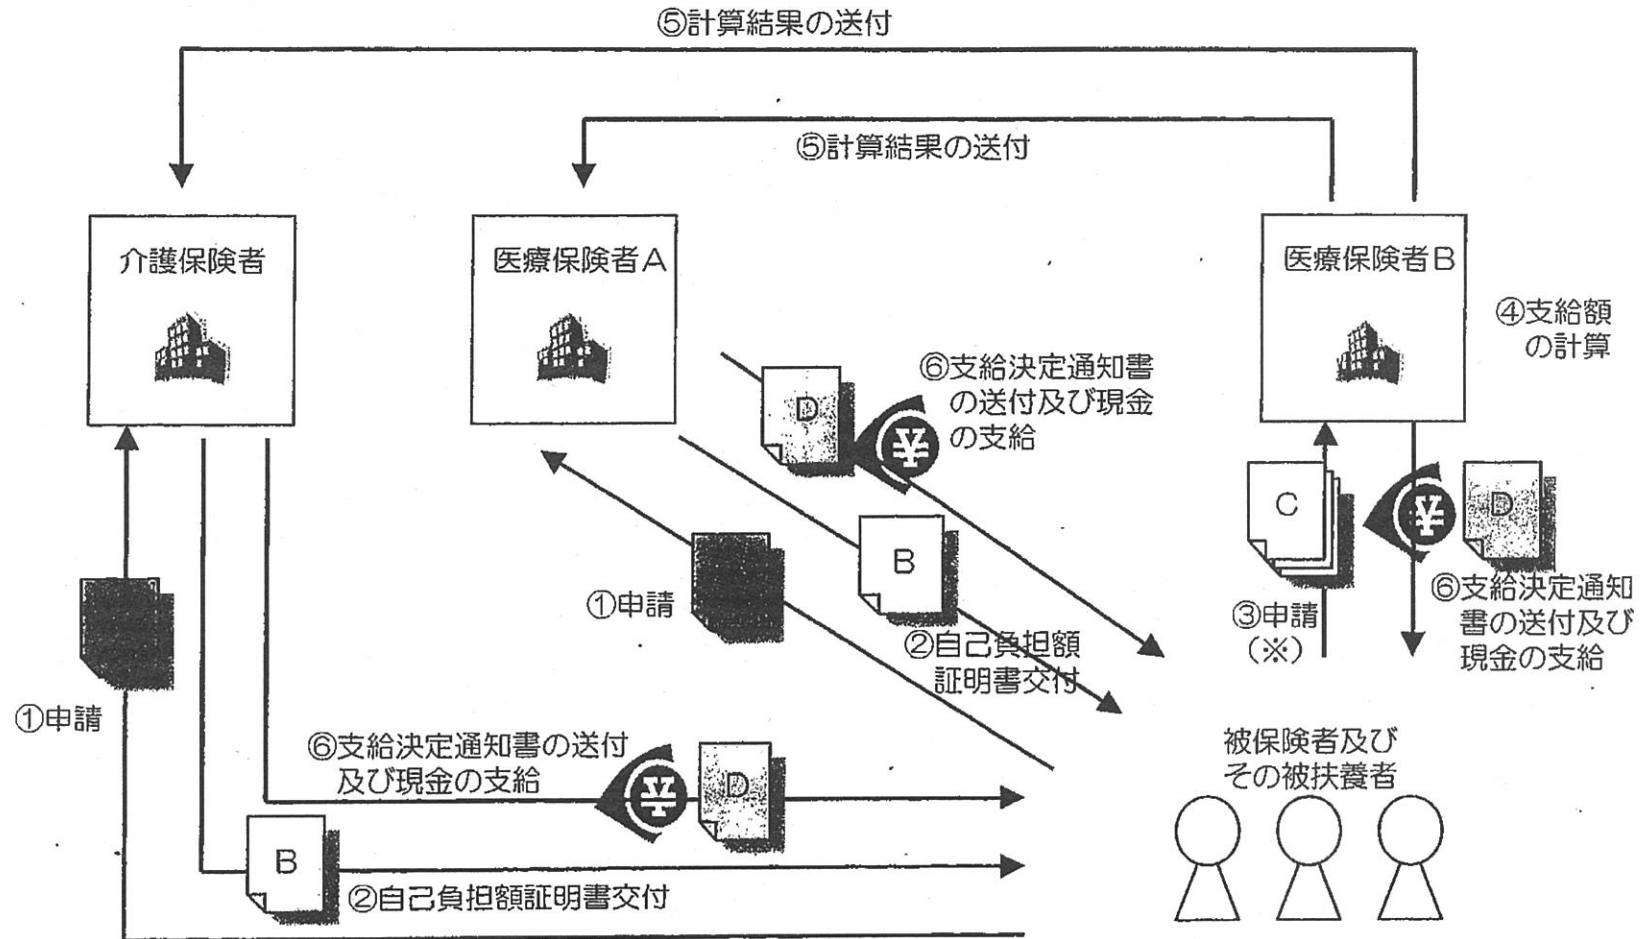 ⑤計算結果の送付
⑤計算結果の送付
介護保険者
医療保険者A
医療保険者B
④支給額
の計算
⑥支給決定通知書
の送付及び現金
の支給
D
B
①申請
②自己負担額
証明書交付
C
D
③申請
(※)
⑥支給決定通知
書の送付及び
現金の支給
①申請
⑥支給決定通知書の送付
及び現金の支給
D
B
②自己負担額証明書交付
被保険者及び
その被扶養者